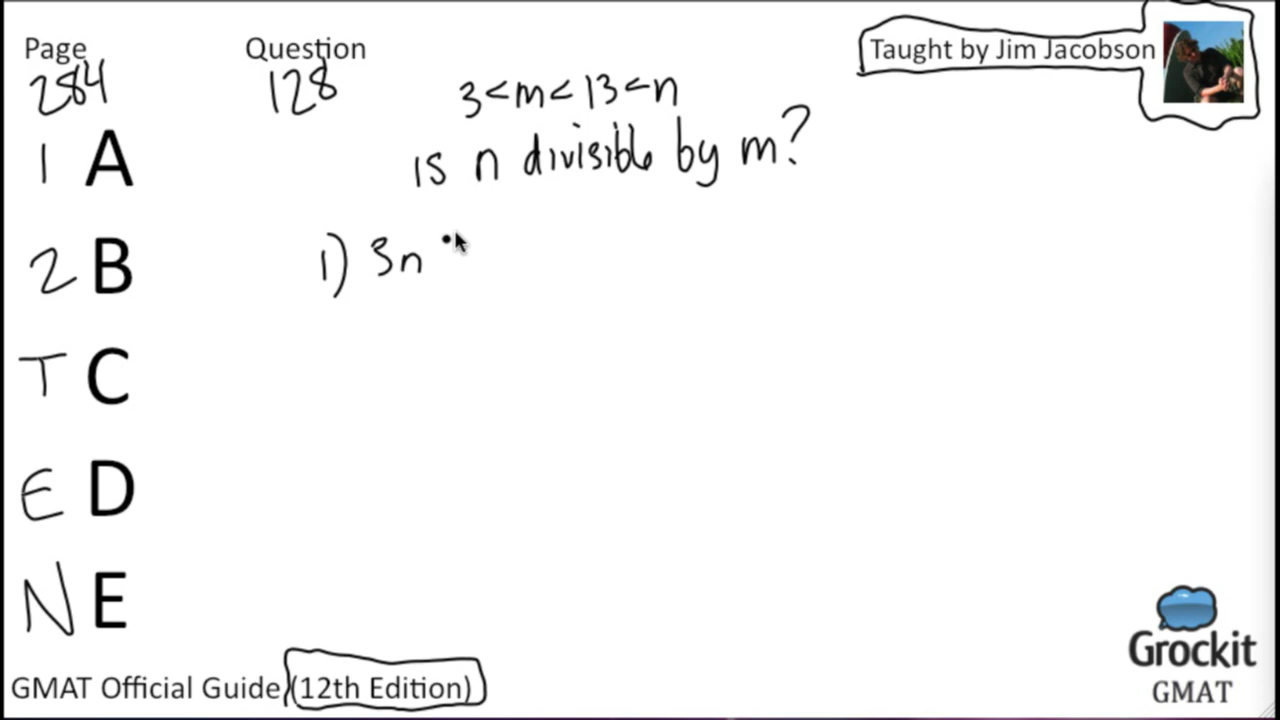 Page Question Taught by Jim Jacobson
284 128 3<m<13<n
is n divisible by m?
1 A
2 B
1) 3n
T C
E D
N E
Grockit
GMAT
GMAT Official Guide (12th Edition)